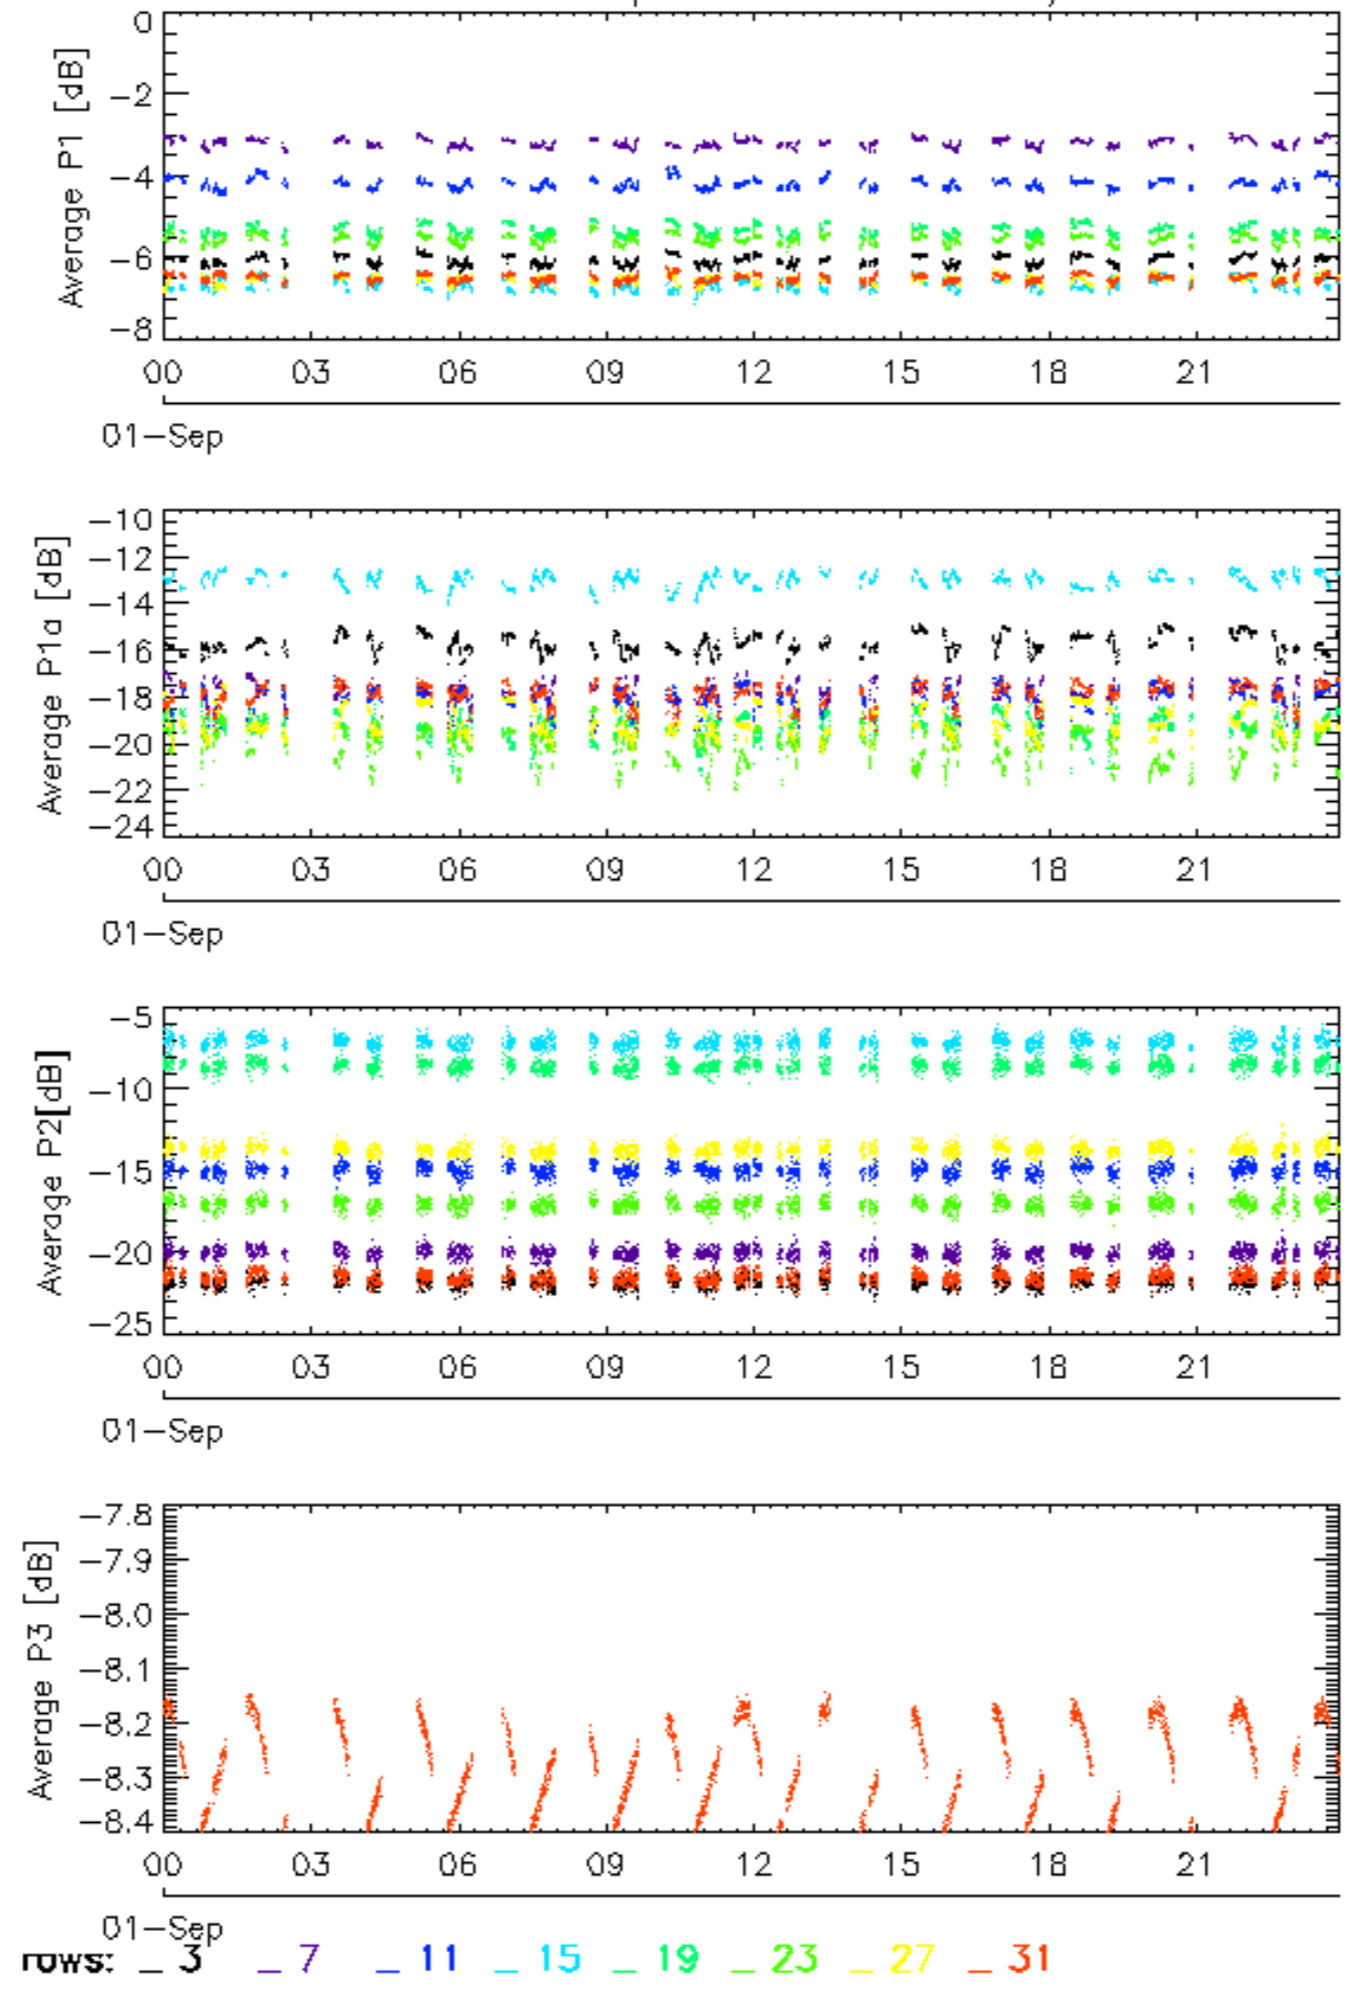 Average P1 [dB]
0
−2
−4
−6
−8
00 03 06 09 12 15 18 21
01−Sep
Average P1a [dB]
−10
−12
−14
−16
−18
−20
−22
−24
00 03 06 09 12 15 18 21
01−Sep
Average P2[dB]
−5
−10
−15
−20
−25
00 03 06 09 12 15 18 21
01−Sep
Average P3 [dB]
−7.8
−7.9
−8.0
−8.1
−8.2
−8.3
−8.4
00 03 06 09 12 15 18 21
01−Sep
rows: _ 3 _ 7 _ 11 _ 15 _ 19 _ 23 _ 27 _ 31